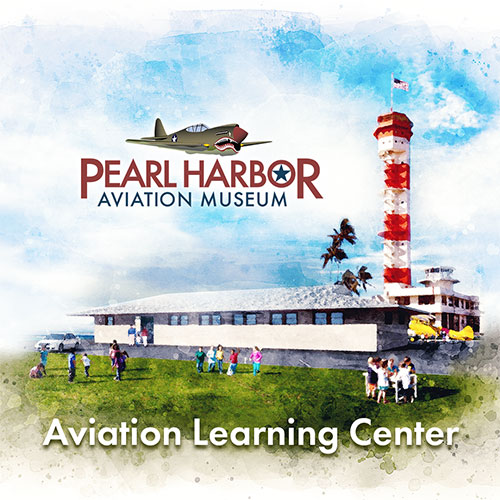 PEARL HARBOR
AVIATION MUSEUM
Aviation Learning Center